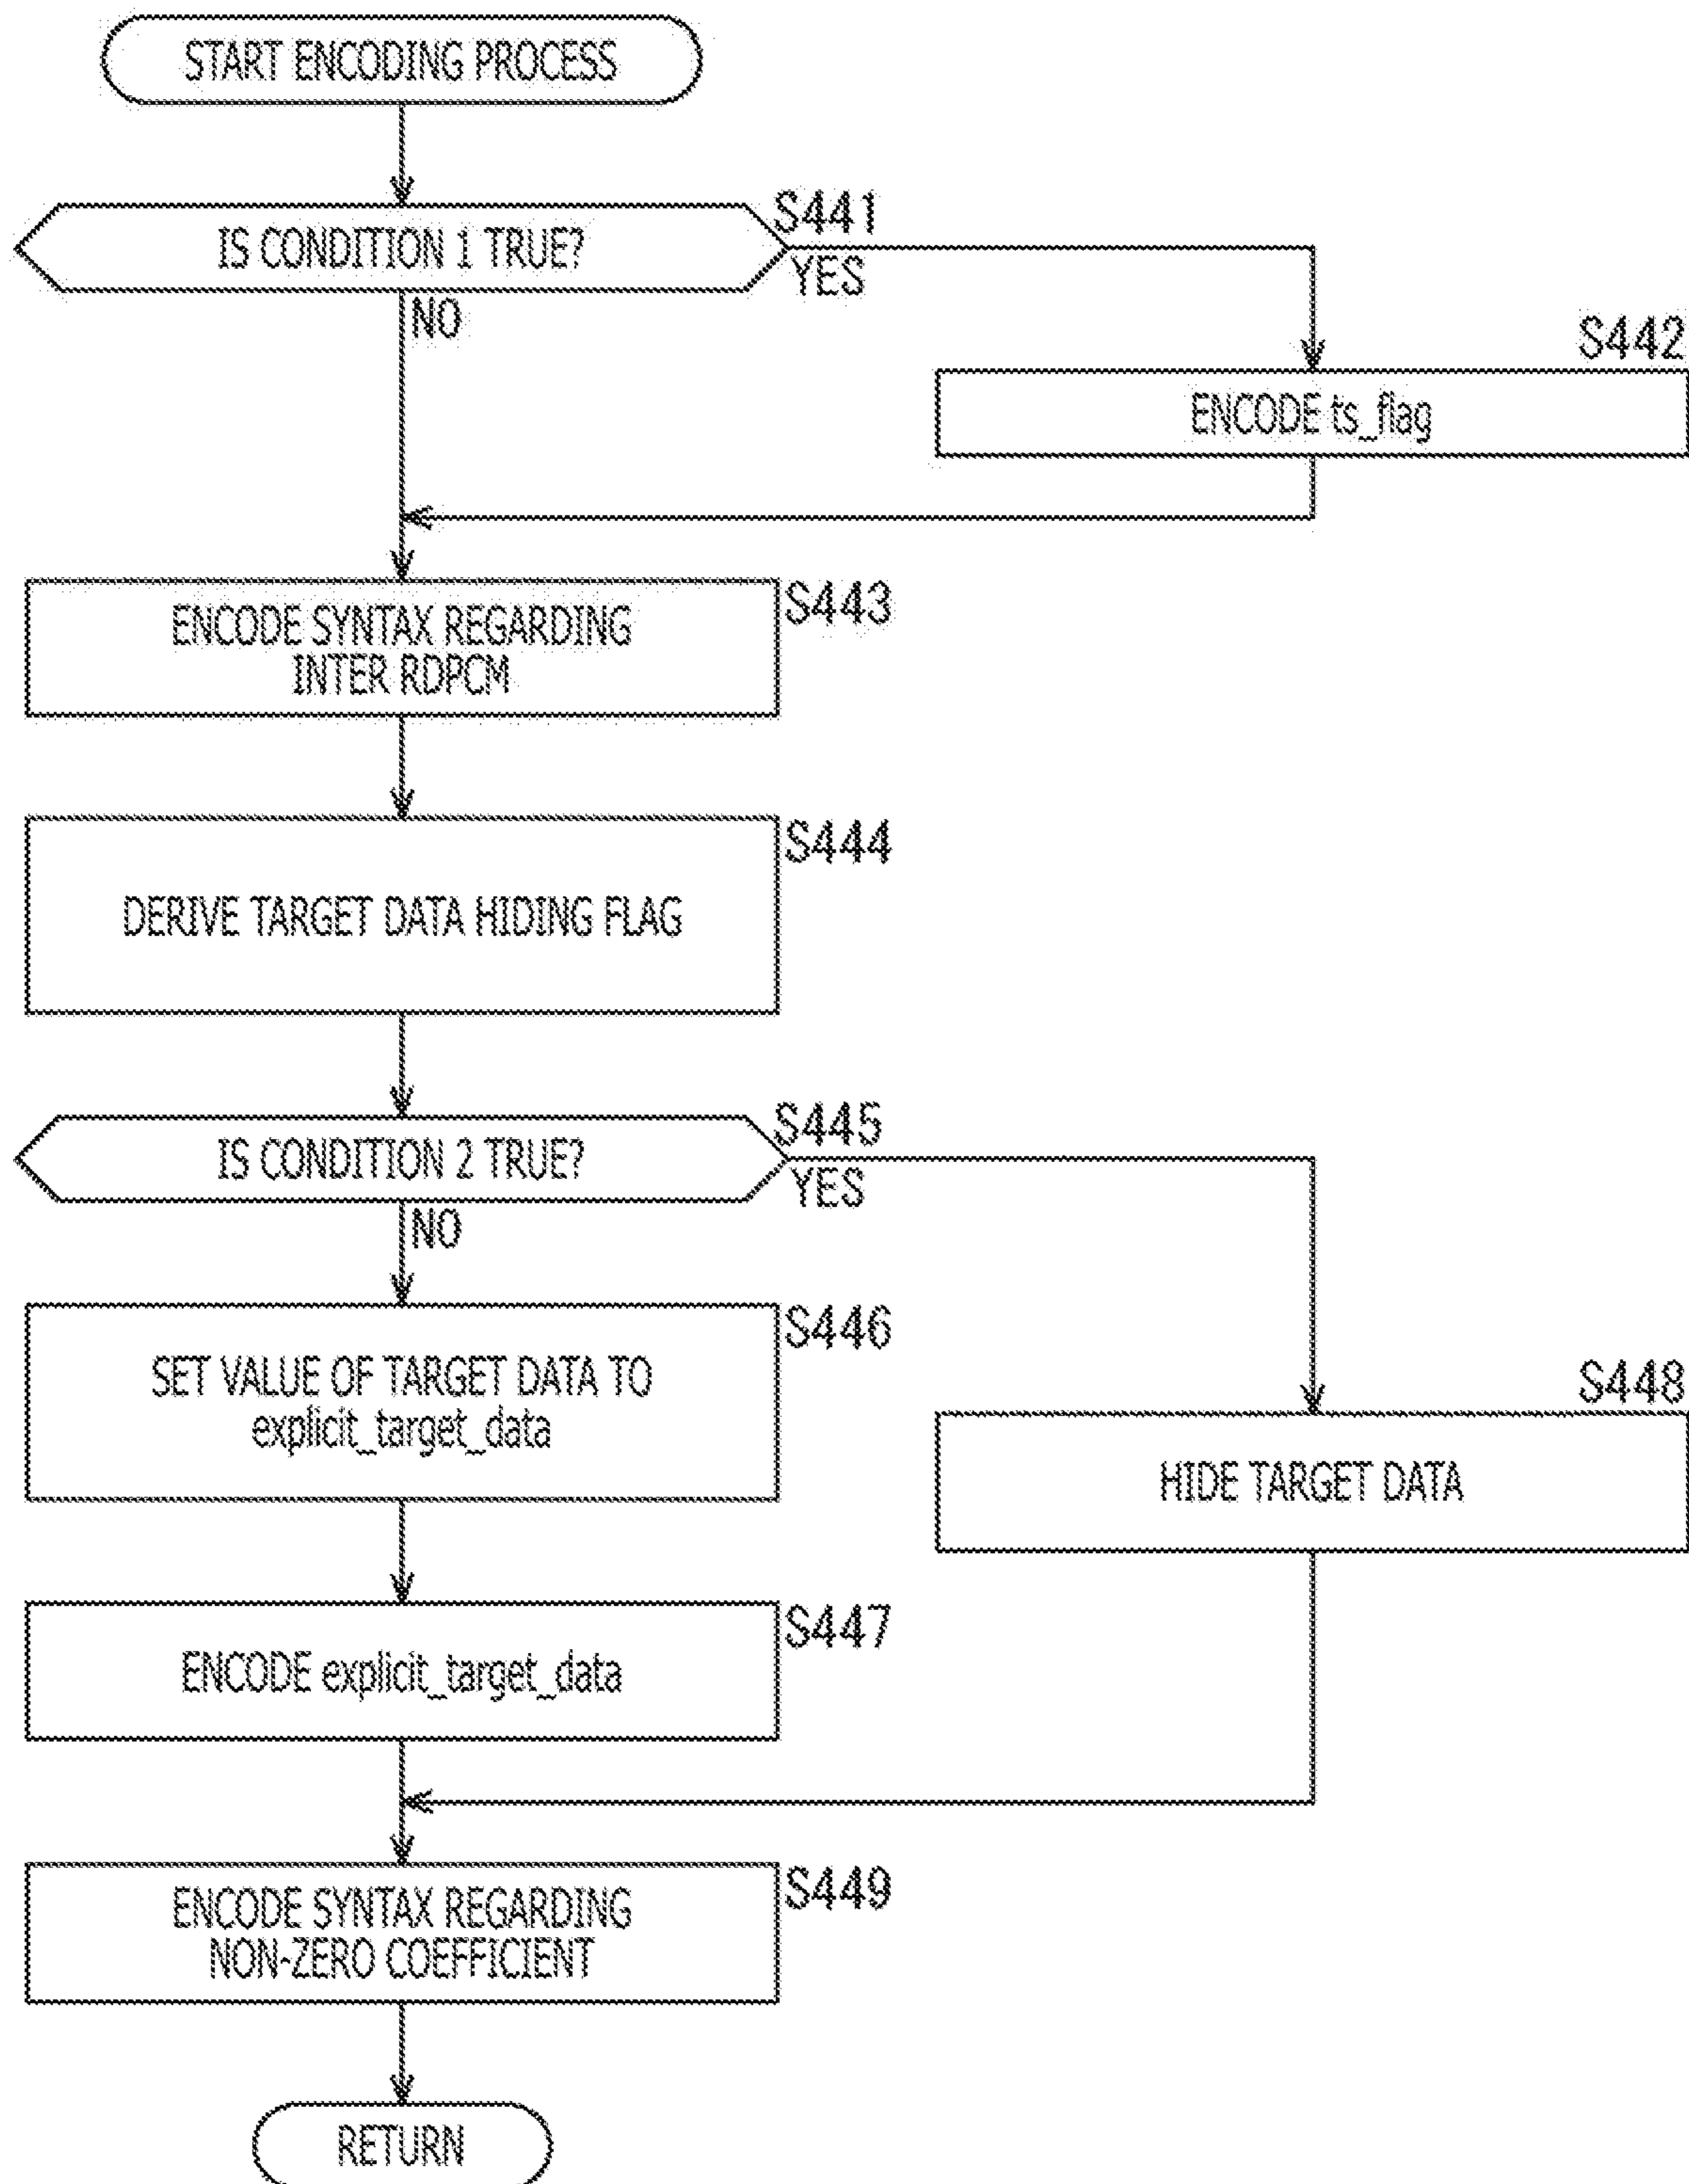 START ENCODING PROCESS
S441
IS CONDITION 1 TRUE?
YES
NO
S442
ENCODE ts_flag
S443
ENCODE SYNTAX REGARDING
INTER RDPCM
S444
DERIVE TARGET DATA HIDING FLAG
S445
IS CONDITION 2 TRUE?
YES
NO
S446
SET VALUE OF TARGET DATA TO
explicit_target_data
S448
HIDE TARGET DATA
S447
ENCODE explicit_target_data
S449
ENCODE SYNTAX REGARDING
NON-ZERO COEFFICIENT
RETURN